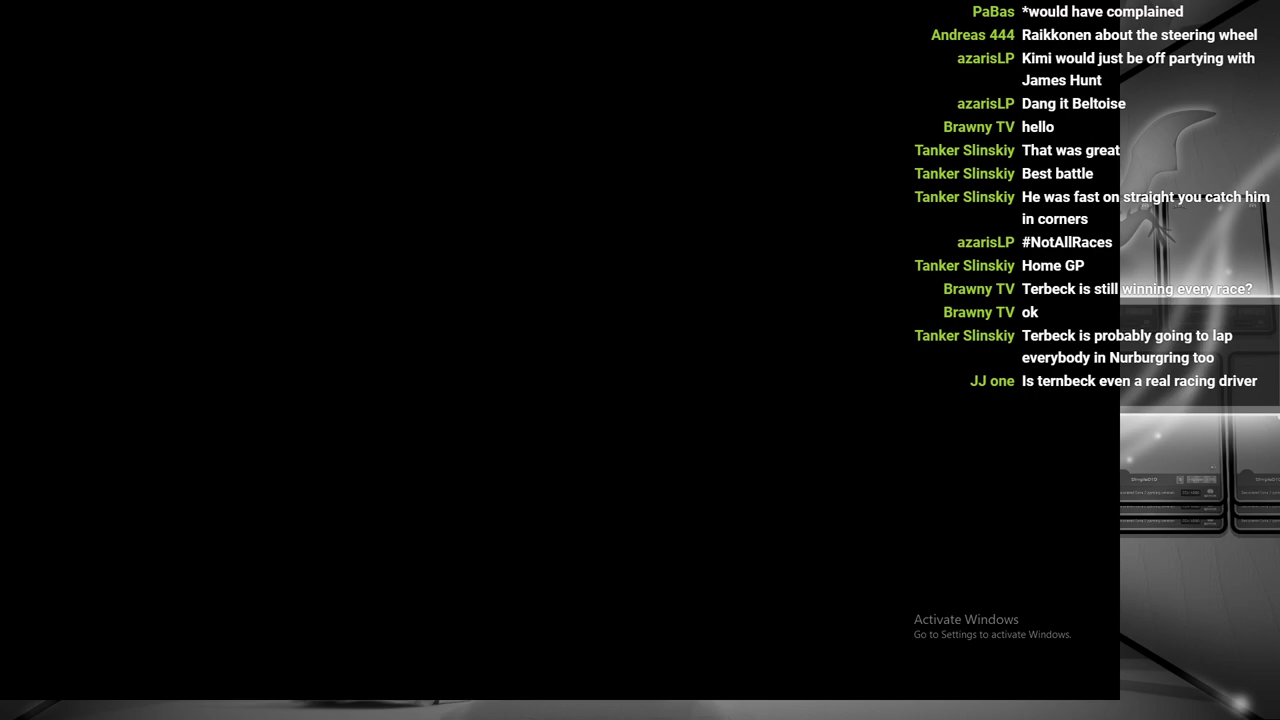 PaBas *would have complained
Andreas 444 Raikkonen about the steering wheel
azarisLP Kimi would just be off partying with
James Hunt
azarisLP Dang it Beltoise
Brawny TV hello
Tanker Slinskiy That was great
Tanker Slinskiy Best battle
Tanker Slinskiy He was fast on straight you catch him
in corners
azarisLP #NotAllRaces
Tanker Slinskiy Home GP
Brawny TV Terbeck is still winning every race?
Brawny TV ok
Tanker Slinskiy Terbeck is probably going to lap
everybody in Nurburgring too
JJ one Is ternbeck even a real racing driver
Activate Windows
Go to Settings to activate Windows.